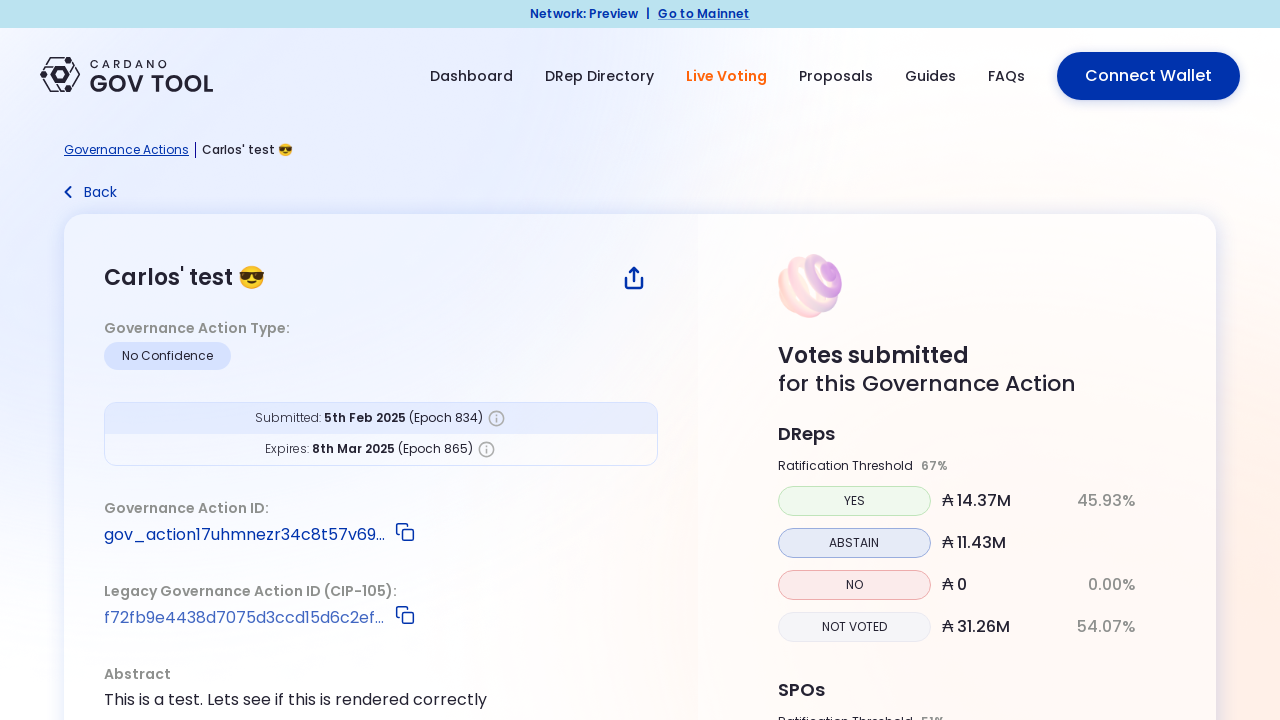 Network: Preview | Go to Mainnet
CARDANO
GOV TOOL
Dashboard DRep Directory Live Voting Proposals Guides FAQs Connect Wallet
Governance Actions | Carlos' test 😎
Back
Carlos' test 😎
Governance Action Type:
No Confidence
Submitted: 5th Feb 2025 (Epoch 834)
Expires: 8th Mar 2025 (Epoch 865)
Governance Action ID:
gov_action17uhmnezr34c8t57v69...
Legacy Governance Action ID (CIP-105):
f72fb9e4438d7075d3ccd15d6c2ef...
Abstract
This is a test. Lets see if this is rendered correctly
Votes submitted
for this Governance Action
DReps
Ratification Threshold 67%
YES ₳ 14.37M 45.93%
ABSTAIN ₳ 11.43M
NO ₳ 0 0.00%
NOT VOTED ₳ 31.26M 54.07%
SPOs
Ratification Threshold 51%